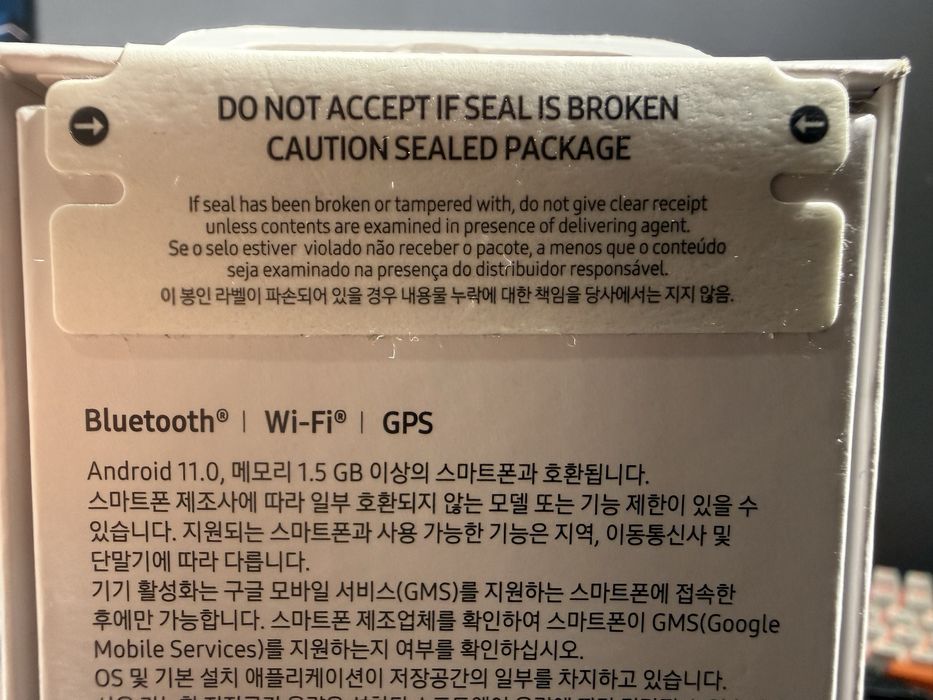 DO NOT ACCEPT IF SEAL IS BROKEN
CAUTION SEALED PACKAGE
If seal has been broken or tampered with, do not give clear receipt
unless contents are examined in presence of delivering agent.
Se o selo estiver violado não receber o pacote, a menos que o conteúdo
seja examinado na presença do distribuidor responsável.
이 봉인 라벨이 파손되어 있을 경우 내용물 누락에 대한 책임을 당사에서는 지지 않음.
Bluetooth® | Wi-Fi® | GPS
Android 11.0, 메모리 1.5 GB 이상의 스마트폰과 호환됩니다.
스마트폰 제조사에 따라 일부 호환되지 않는 모델 또는 기능 제한이 있을 수
있습니다. 지원되는 스마트폰과 사용 가능한 기능은 지역, 이동통신사 및
단말기에 따라 다릅니다.
기기 활성화는 구글 모바일 서비스(GMS)를 지원하는 스마트폰에 접속한
후에만 가능합니다. 스마트폰 제조업체를 확인하여 스마트폰이 GMS(Google
Mobile Services)를 지원하는지 여부를 확인하십시오.
OS 및 기본 설치 애플리케이션이 저장공간의 일부를 차지하고 있습니다.